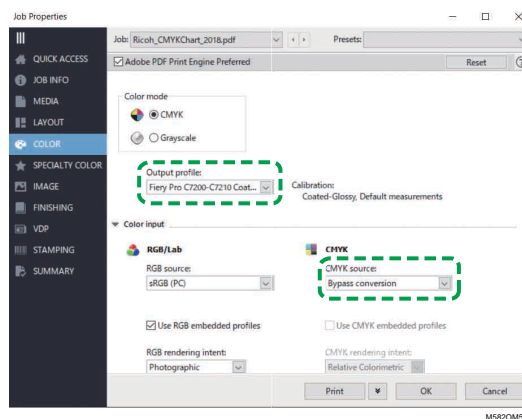 Job Properties
Job: Ricoh_CMYKChart_2018.pdf Presets:
QUICK ACCESS
JOB INFO
MEDIA
LAYOUT
COLOR
SPECIALTY COLOR
IMAGE
FINISHING
VDP
STAMPING
SUMMARY
Adobe PDF Print Engine Preferred Reset
Color mode
CMYK
Grayscale
Output profile:
Fiery Pro C7200-C7210 Coat...
Calibration:
Coated-Glossy, Default measurements
Color input
RGB/Lab CMYK
RGB source: CMYK source:
sRGB (PC) Bypass conversion
Use RGB embedded profiles Use CMYK embedded profiles
RGB rendering intent: CMYK rendering intent:
Photographic Relative Colorimetric
Print OK Cancel